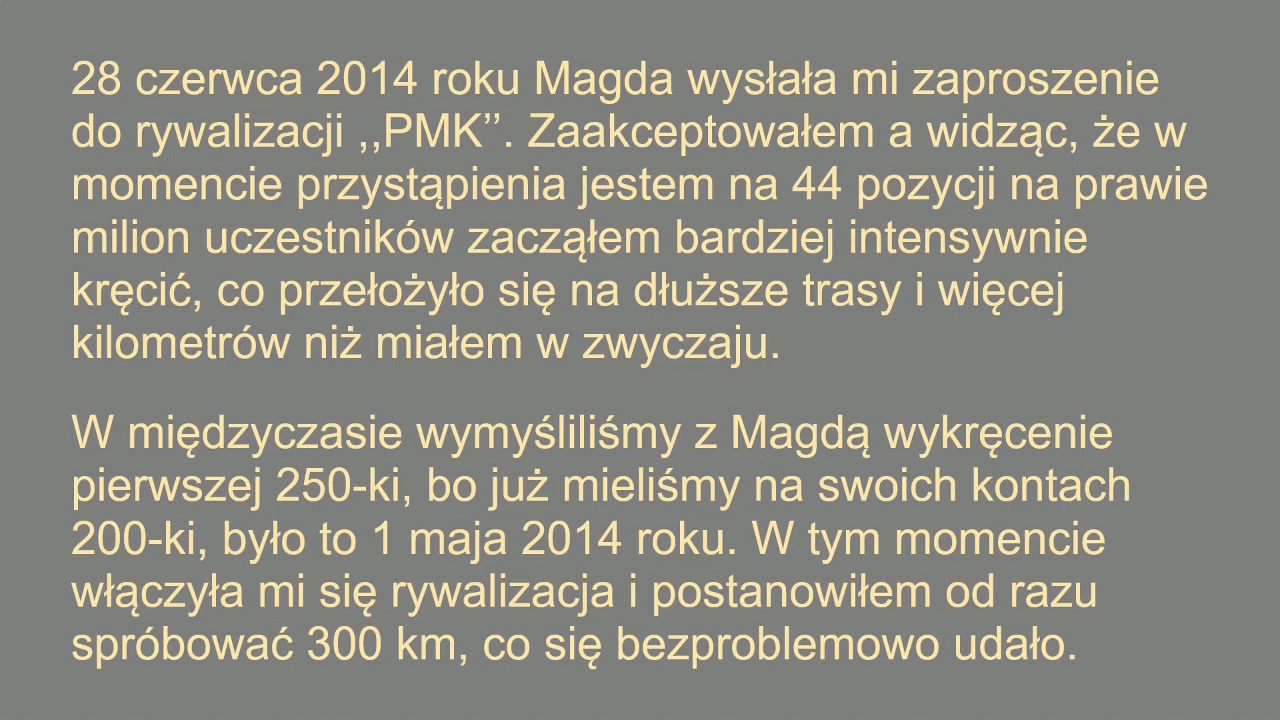 28 czerwca 2014 roku Magda wysłała mi zaproszenie
do rywalizacji ,,PMK’’. Zaakceptowałem a widząc, że w
momencie przystąpienia jestem na 44 pozycji na prawie
milion uczestników zacząłem bardziej intensywnie
kręcić, co przełożyło się na dłuższe trasy i więcej
kilometrów niż miałem w zwyczaju.
W międzyczasie wymyśliliśmy z Magdą wykręcenie
pierwszej 250-ki, bo już mieliśmy na swoich kontach
200-ki, było to 1 maja 2014 roku. W tym momencie
włączyła mi się rywalizacja i postanowiłem od razu
spróbować 300 km, co się bezproblemowo udało.